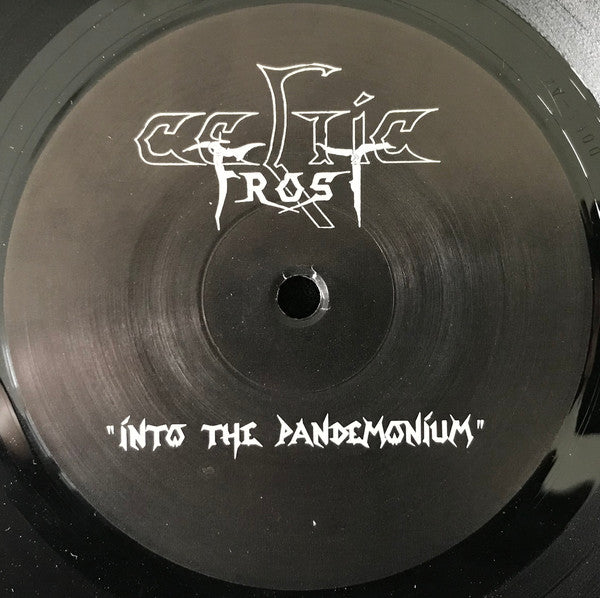 CELTIC
FROST
"INTO THE PANDEMONIUM"